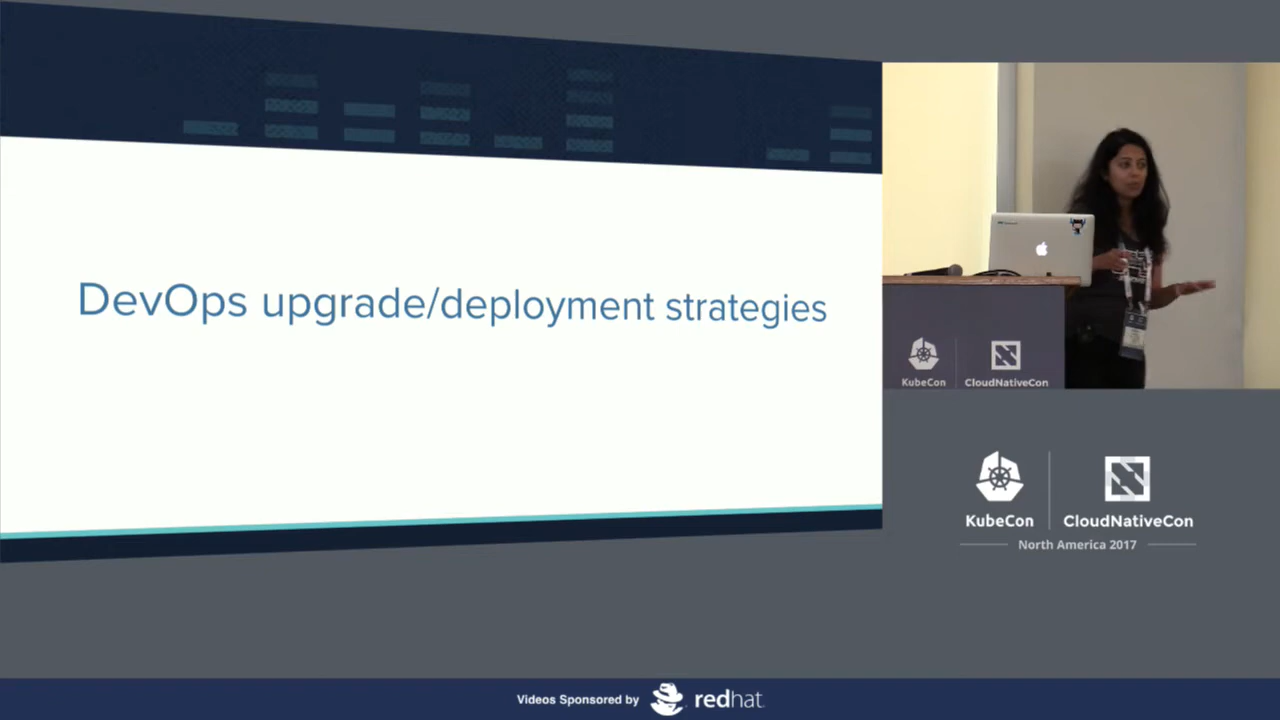 DevOps upgrade/deployment strategies
KubeCon
CloudNativeCon
KubeCon
CloudNativeCon
North America 2017
Videos Sponsored by
redhat